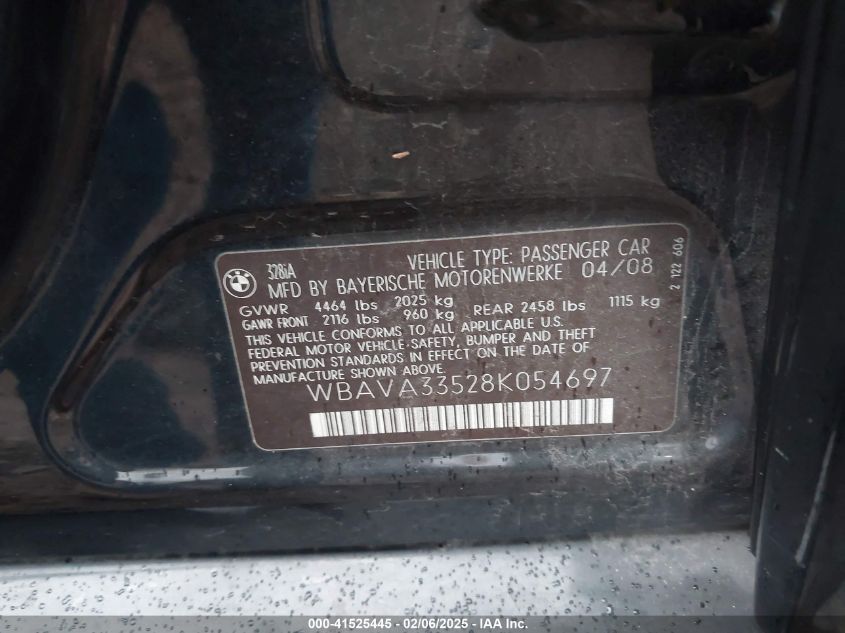 BMW
328iA VEHICLE TYPE: PASSENGER CAR
MFD BY BAYERISCHE MOTORENWERKE 04/08
GVWR 4464 lbs 2025 kg
GAWR FRONT 2116 lbs 960 kg REAR 2458 lbs 1115 kg
THIS VEHICLE CONFORMS TO ALL APPLICABLE U.S.
FEDERAL MOTOR VEHICLE SAFETY, BUMPER AND THEFT
PREVENTION STANDARDS IN EFFECT ON THE DATE OF
MANUFACTURE SHOWN ABOVE.
WBAVA33528K054697
2 122 606
000-41525445 - 02/06/2025 - IAA Inc.